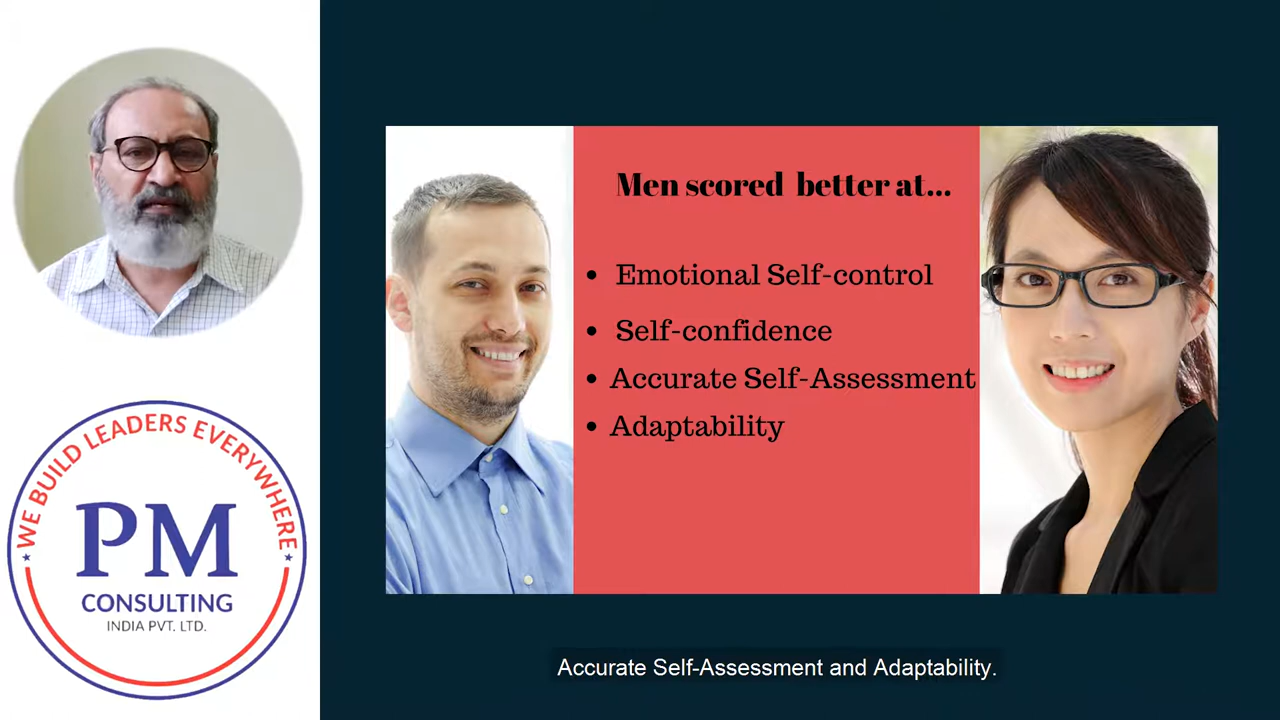 WE BUILD LEADERS EVERYWHERE
PM
CONSULTING
INDIA PVT. LTD.
Men scored better at...
• Emotional Self-control
• Self-confidence
• Accurate Self-Assessment
• Adaptability
Accurate Self-Assessment and Adaptability.